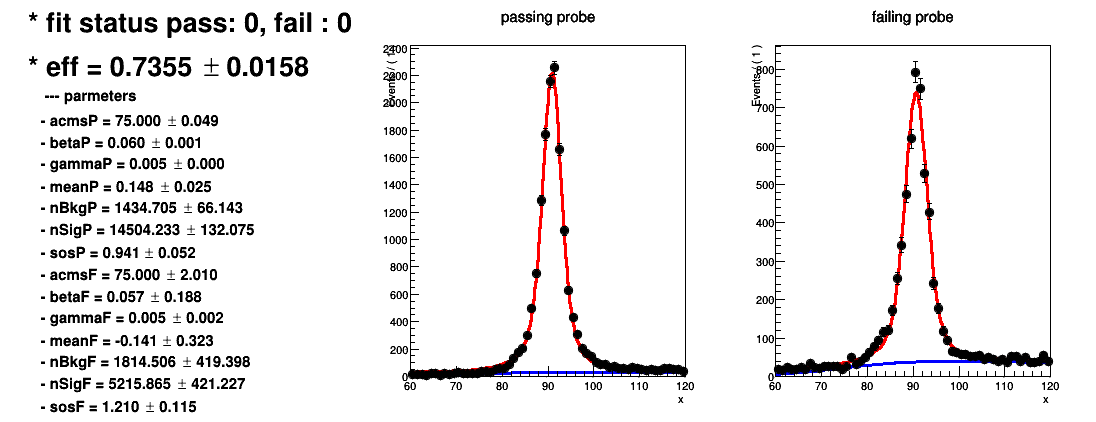 * fit status pass: 0, fail : 0
* eff = 0.7355 ± 0.0158
--- parmeters
- acmsP = 75.000 ± 0.049
- betaP = 0.060 ± 0.001
- gammaP = 0.005 ± 0.000
- meanP = 0.148 ± 0.025
- nBkgP = 1434.705 ± 66.143
- nSigP = 14504.233 ± 132.075
- sosP = 0.941 ± 0.052
- acmsF = 75.000 ± 2.010
- betaF = 0.057 ± 0.188
- gammaF = 0.005 ± 0.002
- meanF = -0.141 ± 0.323
- nBkgF = 1814.506 ± 419.398
- nSigF = 5215.865 ± 421.227
- sosF = 1.210 ± 0.115
passing probe
Events / ( 1 )
2400
2200
2000
1800
1600
1400
1200
1000
800
600
400
200
0
60 70 80 90 100 110 120
x
failing probe
Events / ( 1 )
800
700
600
500
400
300
200
100
0
60 70 80 90 100 110 120
x